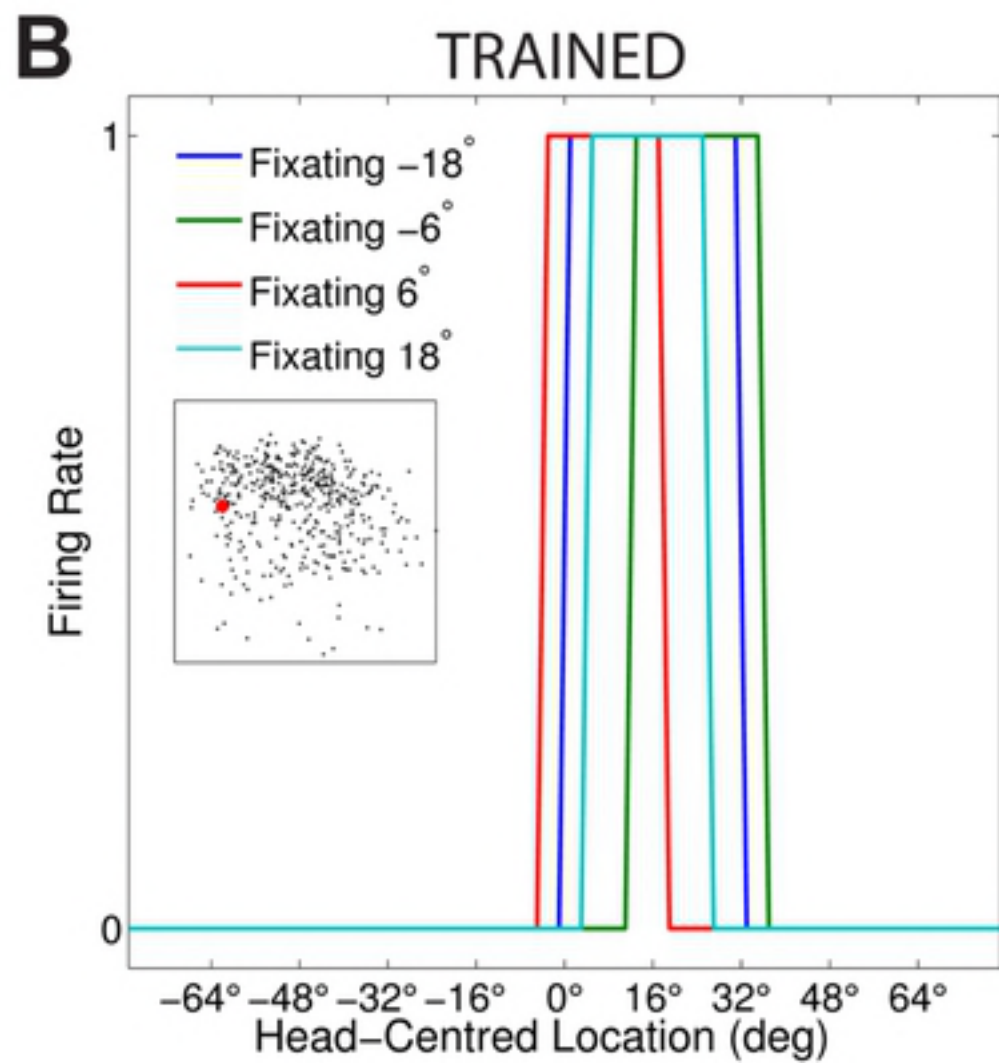 B
TRAINED
1
Fixating −18°
Fixating −6°
Fixating 6°
Fixating 18°
Firing Rate
0
−64° −48° −32° −16° 0° 16° 32° 48° 64°
Head−Centred Location (deg)